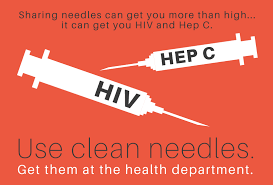 Sharing needles can get you more than high...
it can get you HIV and Hep C.
HEP C
HIV
Use clean needles.
Get them at the health department.